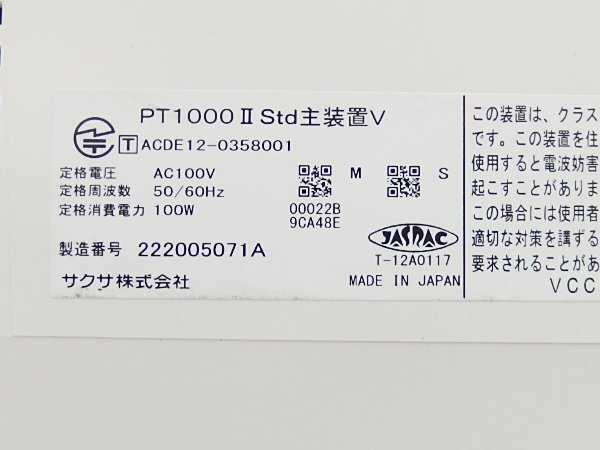 PT1000 II Std主装置V
T ACDE12-0358001
定格電圧 AC100V
定格周波数 50/60Hz
定格消費電力 100W
M
S
00022B
9CA48E
製造番号 222005071A
サクサ株式会社
JASPAC
T-12A0117
MADE IN JAPAN
この装置は、クラス
です。この装置を住
使用すると電波妨害
起こすことがありま
この場合には使用者
適切な対策を講ずる
要求されることがあ
VCC